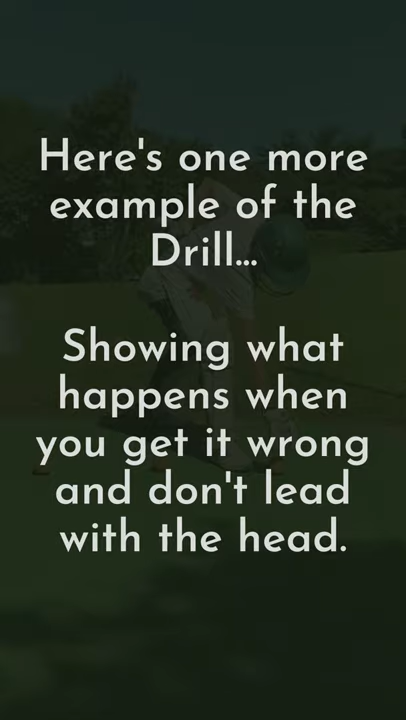 Here's one more
example of the
Drill...
Showing what
happens when
you get it wrong
and don't lead
with the head.